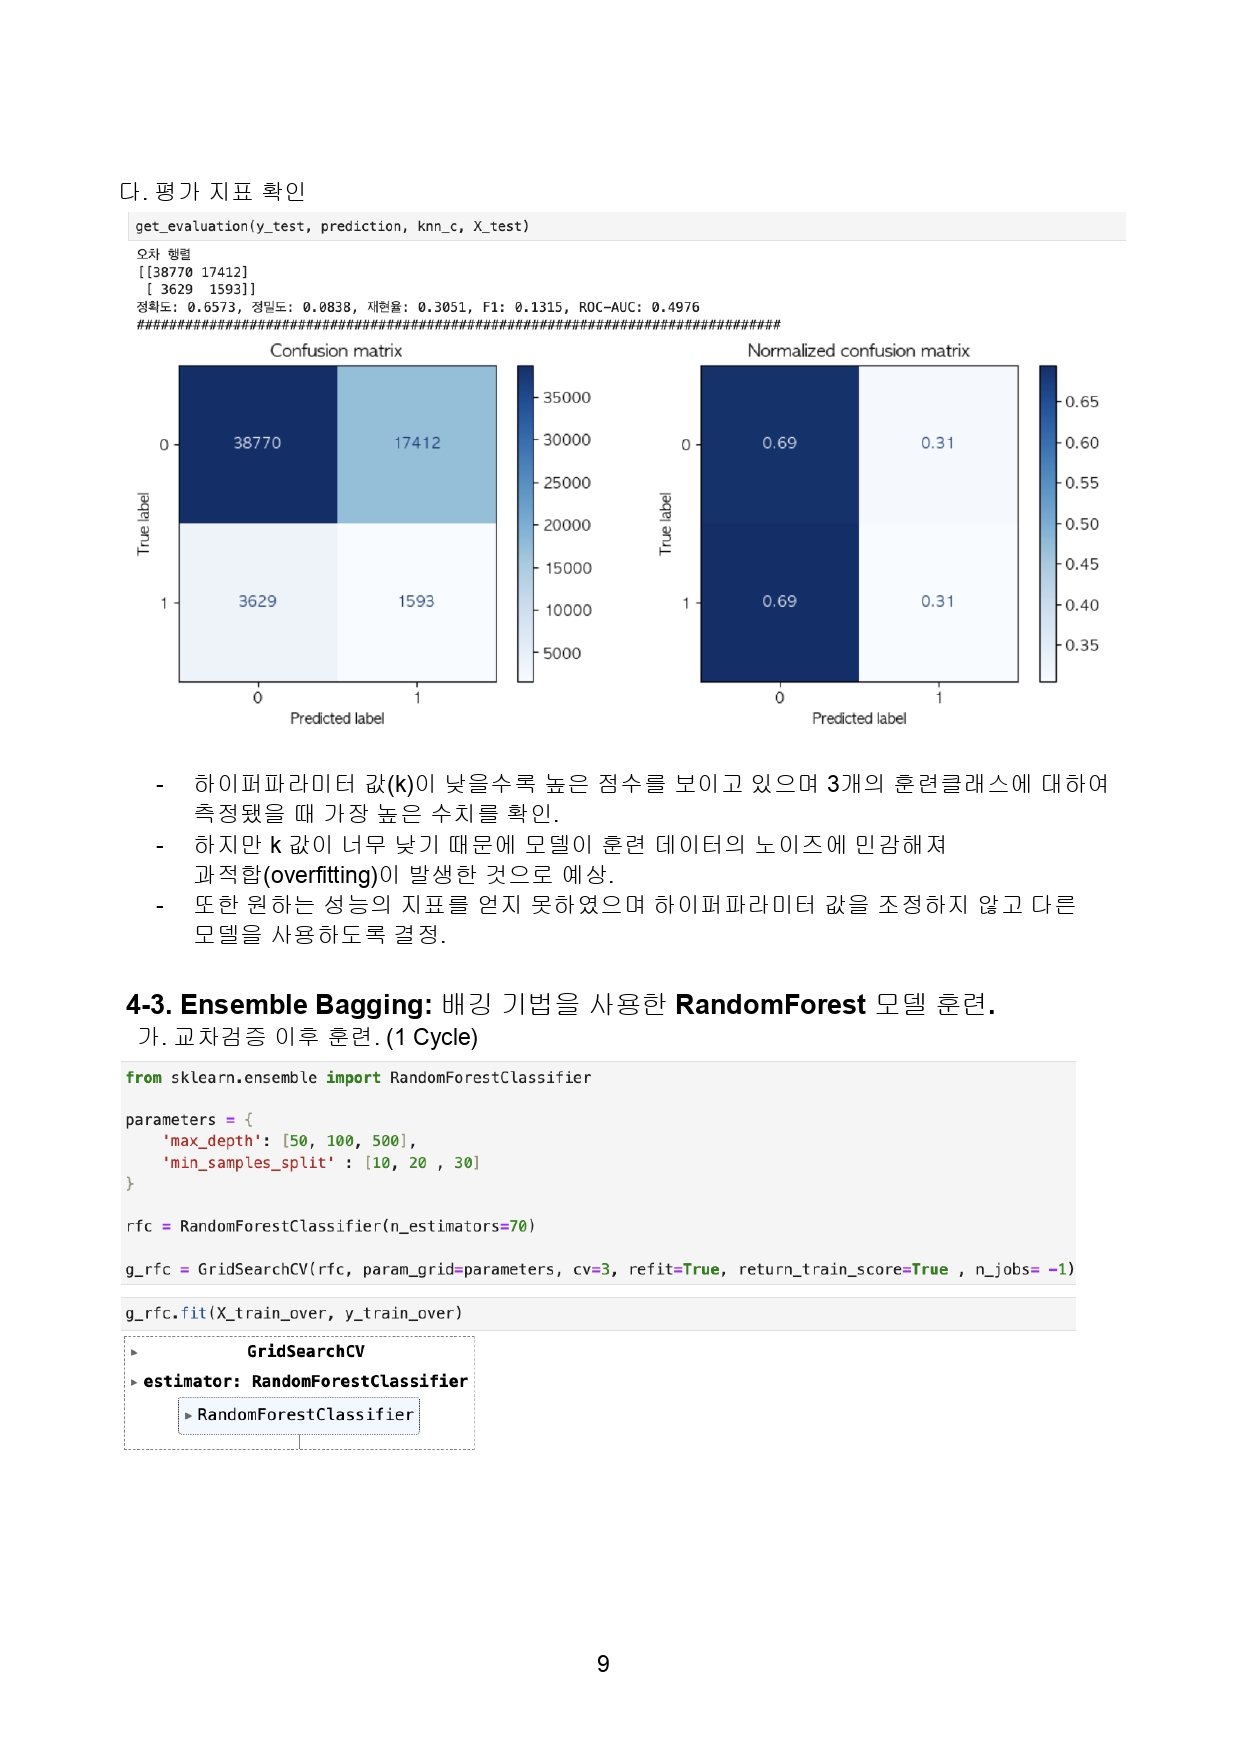 다. 평가 지표 확인
get_evaluation(y_test, prediction, knn_c, X_test)
오차 행렬
[[38770 17412]
 [ 3629  1593]]
정확도: 0.6573, 정밀도: 0.0838, 재현율: 0.3051, F1: 0.1315, ROC-AUC: 0.4976
################################################################################
Confusion matrix
38770 17412
3629 1593
0
1
True label
0 1
Predicted label
35000
30000
25000
20000
15000
10000
5000
Normalized confusion matrix
0.69 0.31
0.69 0.31
0
1
True label
0 1
Predicted label
0.65
0.60
0.55
0.50
0.45
0.40
0.35
- 하이퍼파라미터 값(k)이 낮을수록 높은 점수를 보이고 있으며 3개의 훈련클래스에 대하여
측정됐을 때 가장 높은 수치를 확인.
- 하지만 k 값이 너무 낮기 때문에 모델이 훈련 데이터의 노이즈에 민감해져
과적합(overfitting)이 발생한 것으로 예상.
- 또한 원하는 성능의 지표를 얻지 못하였으며 하이퍼파라미터 값을 조정하지 않고 다른
모델을 사용하도록 결정.
4-3. Ensemble Bagging: 배깅 기법을 사용한 RandomForest 모델 훈련.
가. 교차검증 이후 훈련. (1 Cycle)
from sklearn.ensemble import RandomForestClassifier
parameters = {
    'max_depth': [50, 100, 500],
    'min_samples_split' : [10, 20 , 30]
}
rfc = RandomForestClassifier(n_estimators=70)
g_rfc = GridSearchCV(rfc, param_grid=parameters, cv=3, refit=True, return_train_score=True , n_jobs= -1)
g_rfc.fit(X_train_over, y_train_over)
▸ GridSearchCV
▸ estimator: RandomForestClassifier
▸ RandomForestClassifier
9